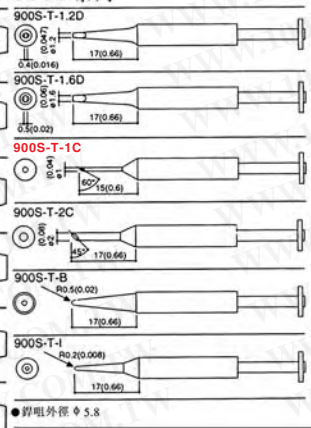 900S-T-1.2D
(0.047)
ø1.2
17(0.66)
0.4(0.016)
900S-T-1.6D
(0.06)
ø1.6
17(0.66)
0.5(0.02)
900S-T-1C
(0.04)
ø1
60°
15(0.6)
900S-T-2C
(0.08)
ø2
45°
17(0.66)
900S-T-B
R0.5(0.02)
17(0.66)
900S-T-I
R0.2(0.008)
17(0.66)
●銲咀外徑 Φ 5.8